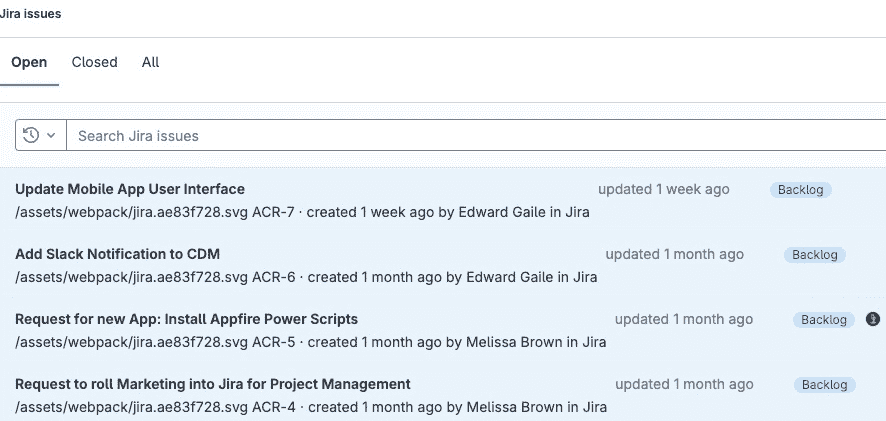 Jira issues
Open Closed All
Search Jira issues
Update Mobile App User Interface updated 1 week ago Backlog
/assets/webpack/jira.ae83f728.svg ACR-7 · created 1 week ago by Edward Gaile in Jira
Add Slack Notification to CDM updated 1 month ago Backlog
/assets/webpack/jira.ae83f728.svg ACR-6 · created 1 month ago by Edward Gaile in Jira
Request for new App: Install Appfire Power Scripts updated 1 month ago Backlog
/assets/webpack/jira.ae83f728.svg ACR-5 · created 1 month ago by Melissa Brown in Jira
Request to roll Marketing into Jira for Project Management updated 1 month ago Backlog
/assets/webpack/jira.ae83f728.svg ACR-4 · created 1 month ago by Melissa Brown in Jira